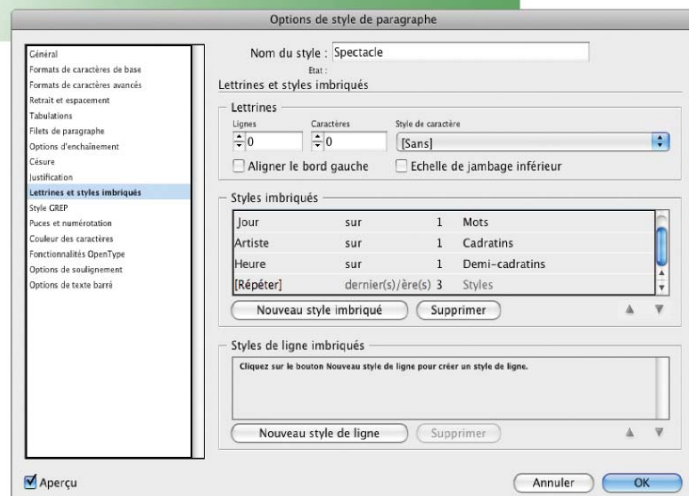 Options de style de paragraphe
Général
Formats de caractères de base
Formats de caractères avancés
Retrait et espacement
Tabulations
Filets de paragraphe
Options d'enchaînement
Césure
Justification
Lettrines et styles imbriqués
Style GREP
Puces et numérotation
Couleur des caractères
Fonctionnalités OpenType
Options de soulignement
Options de texte barré
Nom du style : Spectacle
Etat :
Lettrines et styles imbriqués
Lettrines
Lignes Caractères Style de caractère
0 0 [Sans]
Aligner le bord gauche Echelle de jambage inférieur
Styles imbriqués
Jour sur 1 Mots
Artiste sur 1 Cadratins
Heure sur 1 Demi-cadratins
[Répéter] dernier(s)/ère(s) 3 Styles
Nouveau style imbriqué Supprimer
Styles de ligne imbriqués
Cliquez sur le bouton Nouveau style de ligne pour créer un style de ligne.
Nouveau style de ligne Supprimer
Aperçu Annuler OK